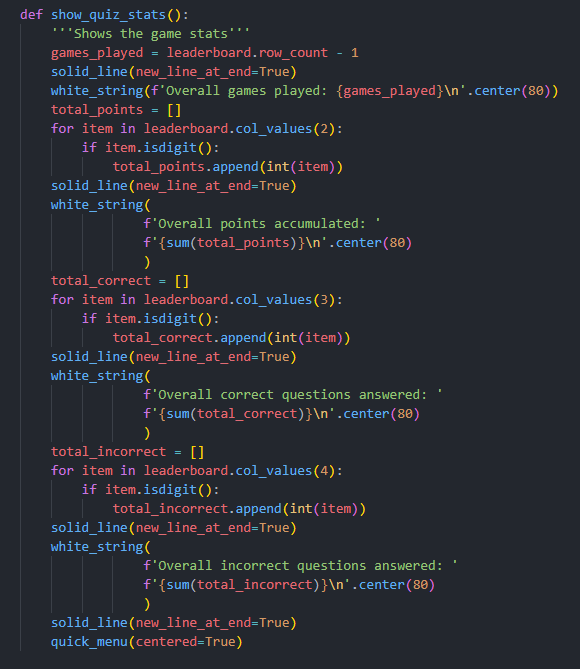 def show_quiz_stats():
    '''Shows the game stats'''
    games_played = leaderboard.row_count - 1
    solid_line(new_line_at_end=True)
    white_string(f'Overall games played: {games_played}\n'.center(80))
    total_points = []
    for item in leaderboard.col_values(2):
        if item.isdigit():
            total_points.append(int(item))
    solid_line(new_line_at_end=True)
    white_string(
                f'Overall points accumulated: '
                f'{sum(total_points)}\n'.center(80)
                )
    total_correct = []
    for item in leaderboard.col_values(3):
        if item.isdigit():
            total_correct.append(int(item))
    solid_line(new_line_at_end=True)
    white_string(
                f'Overall correct questions answered: '
                f'{sum(total_correct)}\n'.center(80)
                )
    total_incorrect = []
    for item in leaderboard.col_values(4):
        if item.isdigit():
            total_incorrect.append(int(item))
    solid_line(new_line_at_end=True)
    white_string(
                f'Overall incorrect questions answered: '
                f'{sum(total_incorrect)}\n'.center(80)
                )
    solid_line(new_line_at_end=True)
    quick_menu(centered=True)